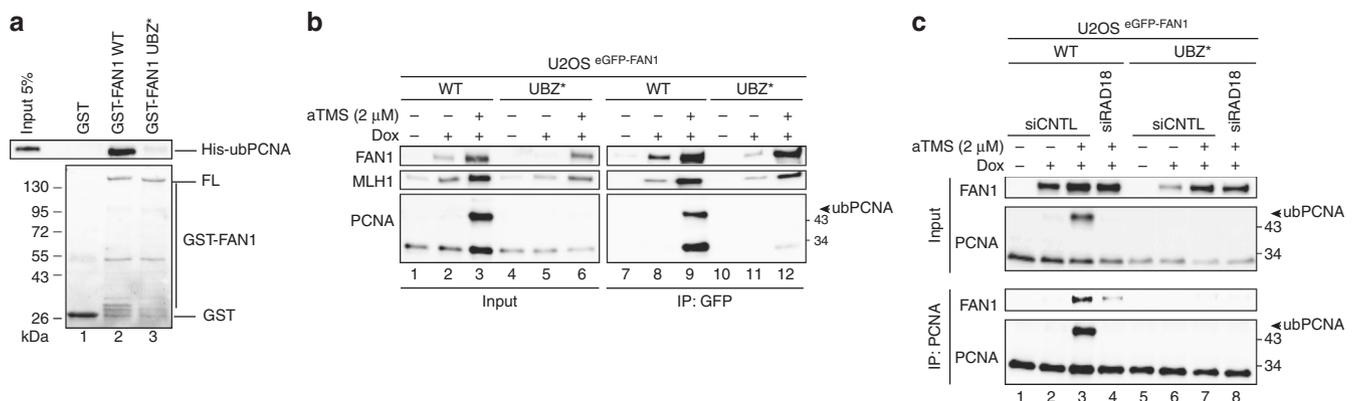 a
Input 5%
GST
GST-FAN1 WT
GST-FAN1 UBZ*
His-ubPCNA
FL
GST-FAN1
GST
130
95
72
55
43
26
kDa
1 2 3
b
U2OS eGFP-FAN1
WT UBZ* WT UBZ*
aTMS (2 μM) – – + – – + – – + – – +
Dox – + + – + + – + + – + +
FAN1
MLH1
PCNA
ubPCNA
43
34
1 2 3 4 5 6 7 8 9 10 11 12
Input IP: GFP
c
U2OS eGFP-FAN1
WT UBZ*
siCNTL siRAD18 siCNTL siRAD18
aTMS (2 μM) – – + + – – + +
Dox – + + + – + + +
Input
FAN1
PCNA
ubPCNA
43
34
IP: PCNA
FAN1
PCNA
ubPCNA
43
34
1 2 3 4 5 6 7 8